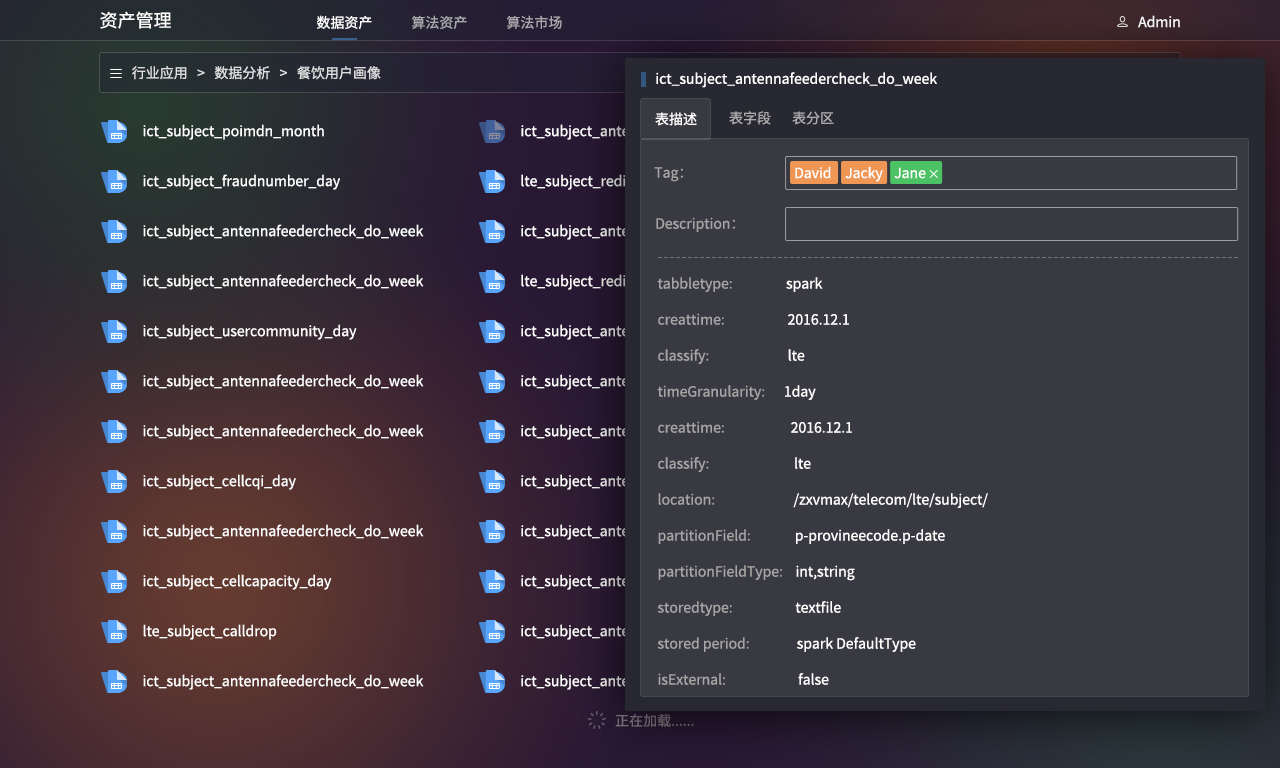 资产管理 数据资产 算法资产 算法市场 Admin
行业应用 > 数据分析 > 餐饮用户画像
ict_subject_poimdn_month ict_subject_ante
ict_subject_fraudnumber_day lte_subject_redi
ict_subject_antennafeedercheck_do_week ict_subject_ante
ict_subject_antennafeedercheck_do_week lte_subject_redi
ict_subject_usercommunity_day ict_subject_ante
ict_subject_antennafeedercheck_do_week ict_subject_ante
ict_subject_antennafeedercheck_do_week ict_subject_ante
ict_subject_cellcqi_day ict_subject_ante
ict_subject_antennafeedercheck_do_week ict_subject_ante
ict_subject_cellcapacity_day ict_subject_ante
lte_subject_calldrop ict_subject_ante
ict_subject_antennafeedercheck_do_week ict_subject_ante
正在加载......
ict_subject_antennafeedercheck_do_week
表描述 表字段 表分区
Tag: David Jacky Jane ×
Description:
tabbletype: spark
creattime: 2016.12.1
classify: lte
timeGranularity: 1day
creattime: 2016.12.1
classify: lte
location: /zxvmax/telecom/lte/subject/
partitionField: p-provineecode.p-date
partitionFieldType: int,string
storedtype: textfile
stored period: spark DefaultType
isExternal: false